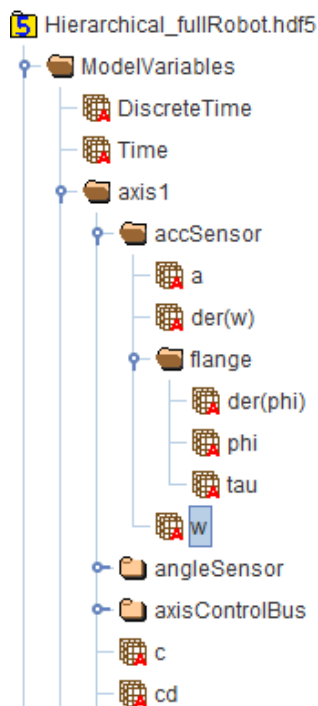 Hierarchical_fullRobot.hdf5
ModelVariables
DiscreteTime
Time
axis1
accSensor
a
der(w)
flange
der(phi)
phi
tau
w
angleSensor
axisControlBus
c
cd